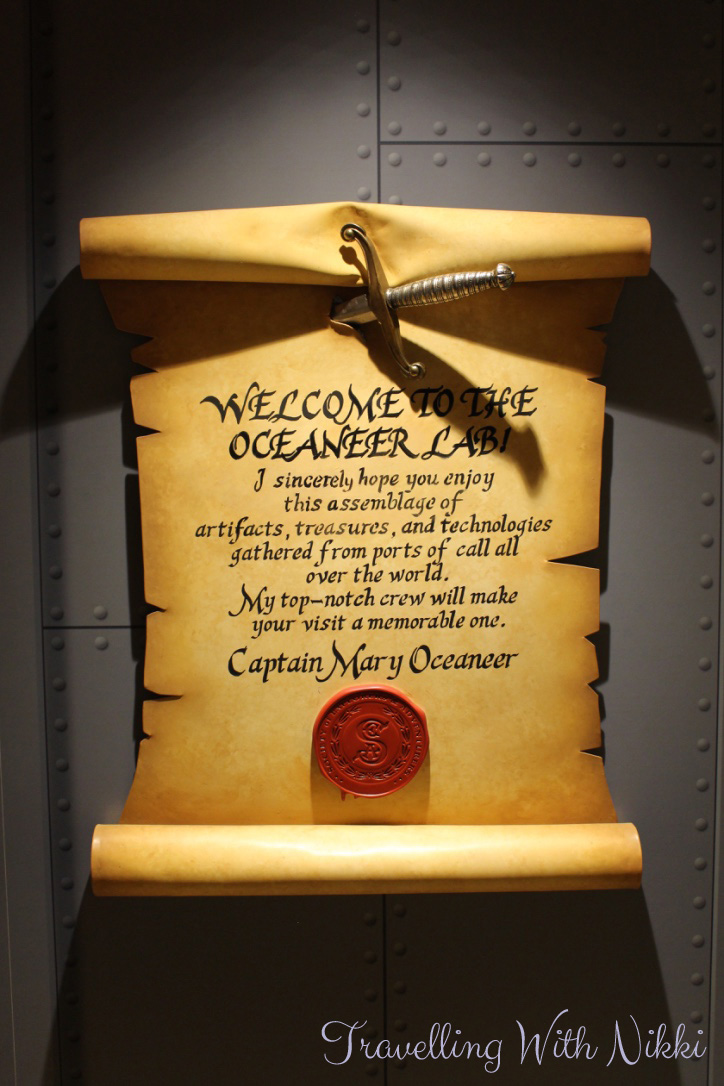 WELCOME TO THE
OCEANEER LAB!
I sincerely hope you enjoy
this assemblage of
artifacts, treasures, and technologies
gathered from ports of call all
over the world.
My top-notch crew will make
your visit a memorable one.
Captain Mary Oceaneer
Travelling With Nikki